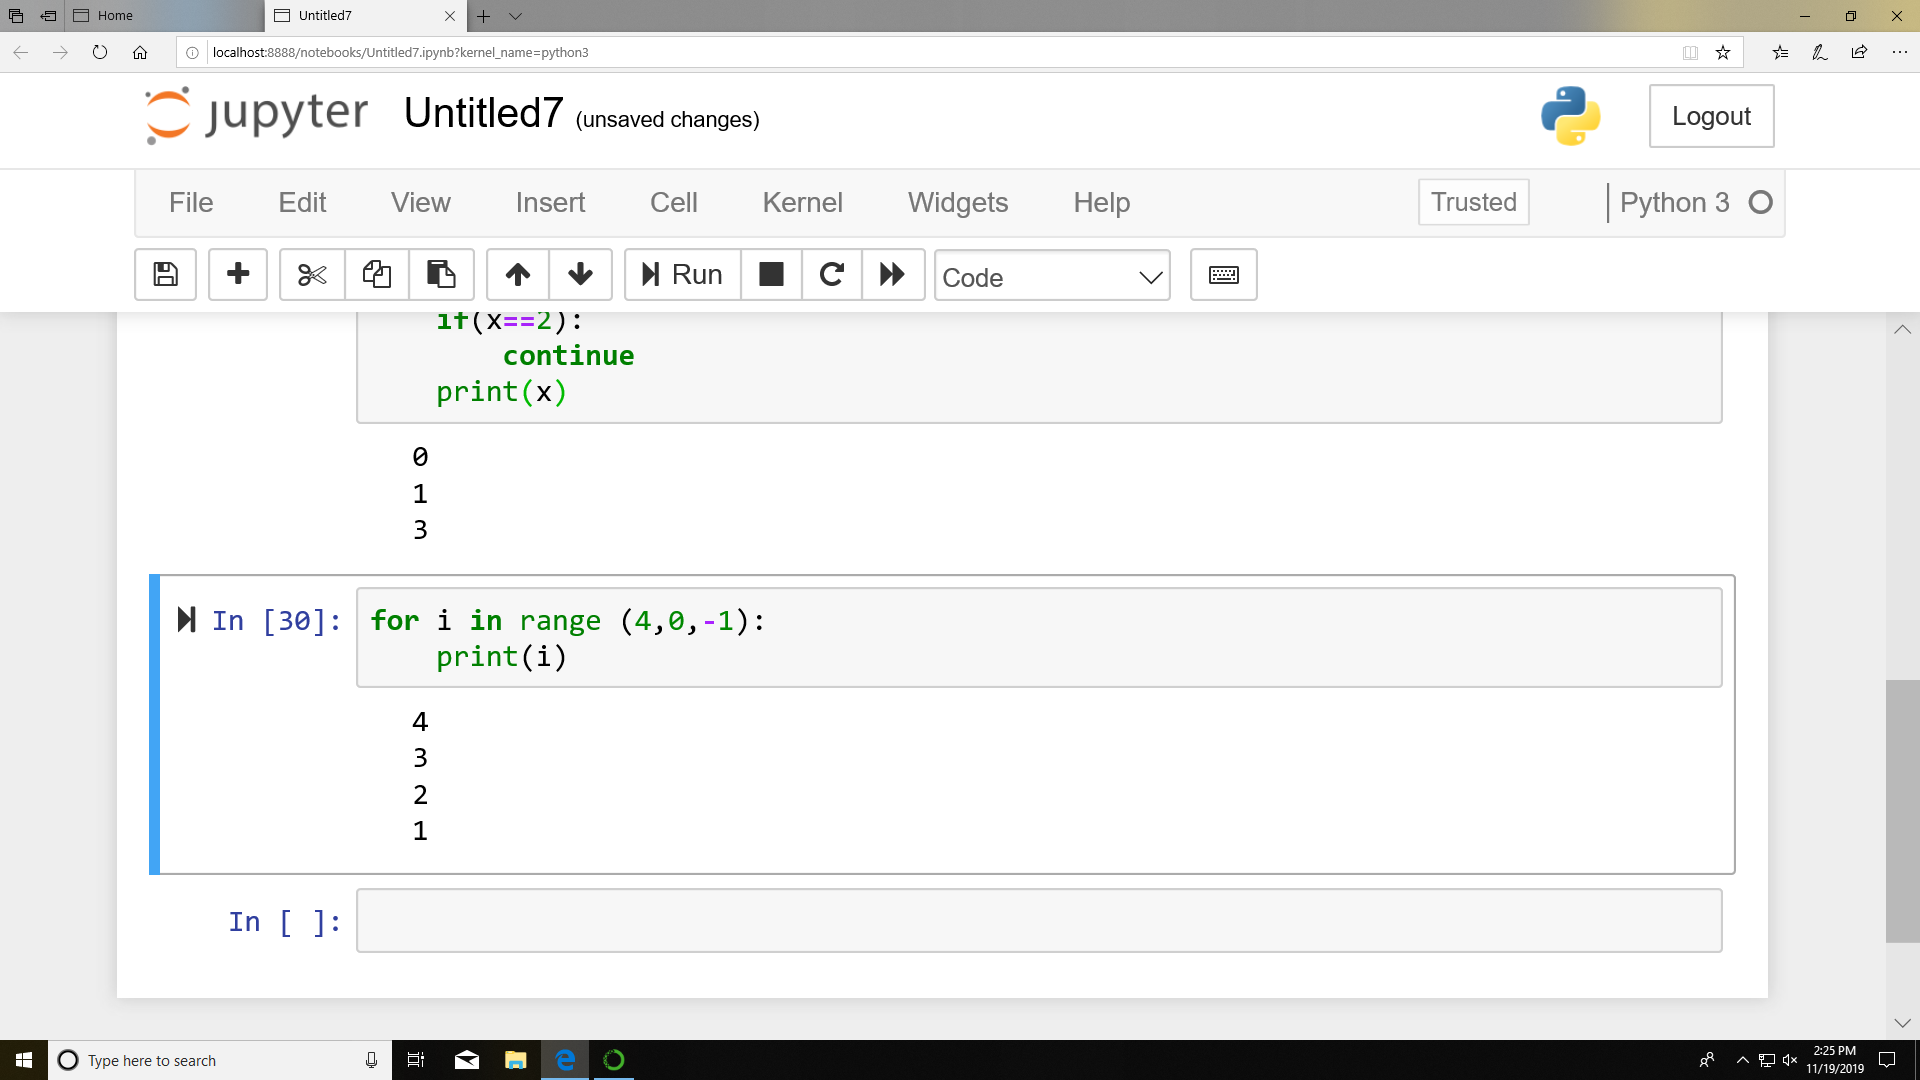 Home
Untitled7
localhost:8888/notebooks/Untitled7.ipynb?kernel_name=python3
jupyter Untitled7 (unsaved changes)
Logout
File Edit View Insert Cell Kernel Widgets Help Trusted Python 3
Run Code
if(x==2):
continue
print(x)
0
1
3
In [30]: for i in range (4,0,-1):
print(i)
4
3
2
1
In [ ]:
Type here to search
2:25 PM
11/19/2019